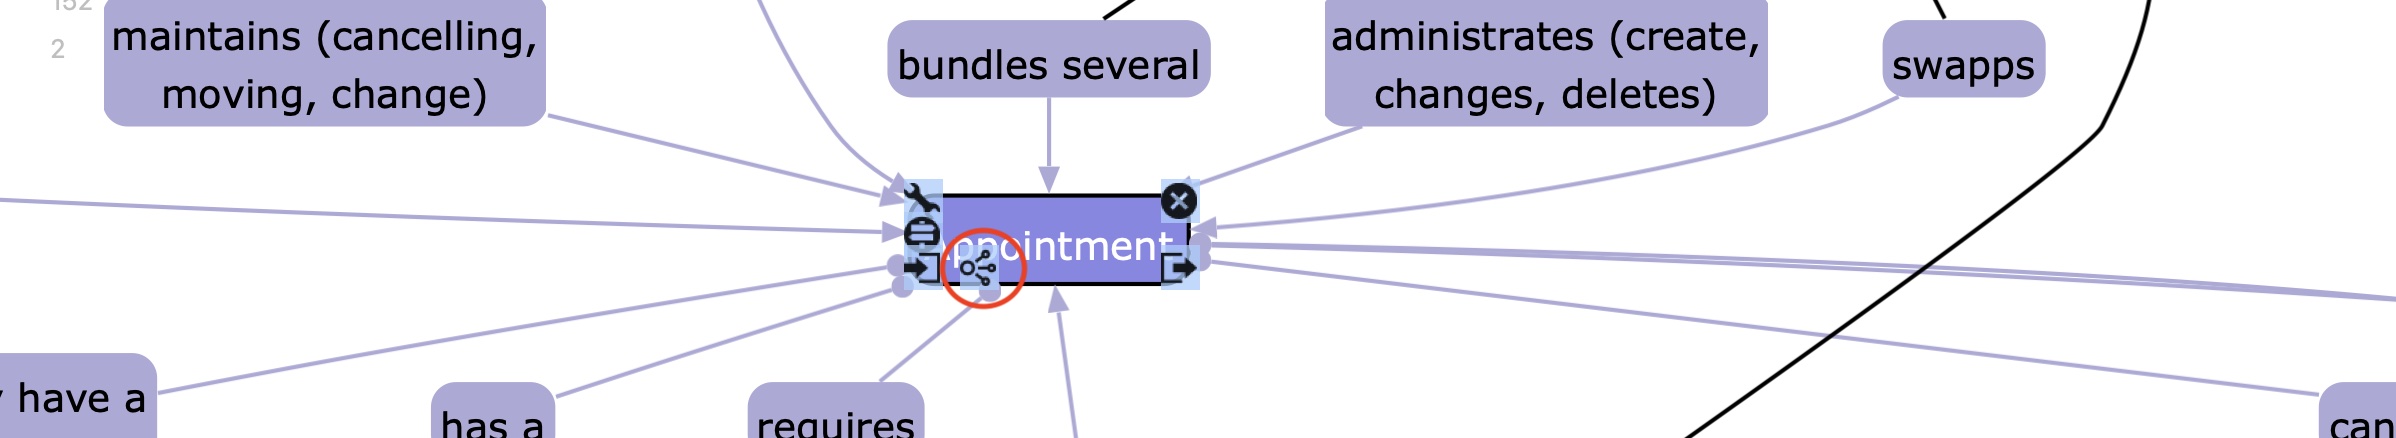 152
2
maintains (cancelling,
moving, change)
bundles several
administrates (create,
changes, deletes)
swapps
ppointment
have a
has a
requires
can